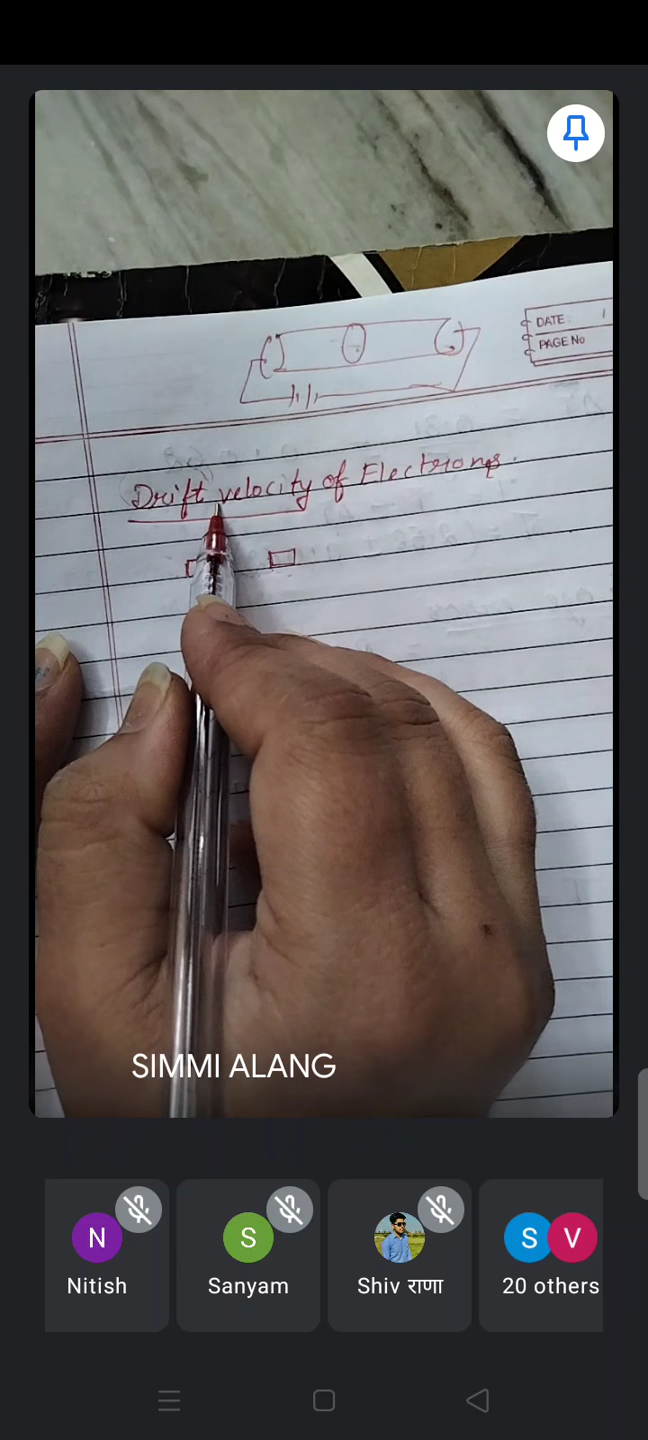 DATE
PAGE No
Drift velocity of Electrons.
SIMMI ALANG
N
S
S
V
Nitish
Sanyam
Shiv राणा
20 others